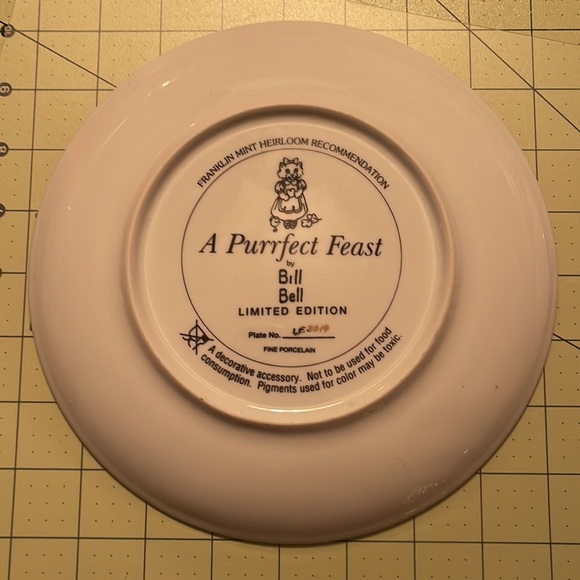 FRANKLIN MINT HEIRLOOM RECOMMENDATION
A Purrfect Feast
by
Bill
Bell
LIMITED EDITION
Plate No. LE2019
FINE PORCELAIN
A decorative accessory. Not to be used for food
consumption. Pigments used for color may be toxic.